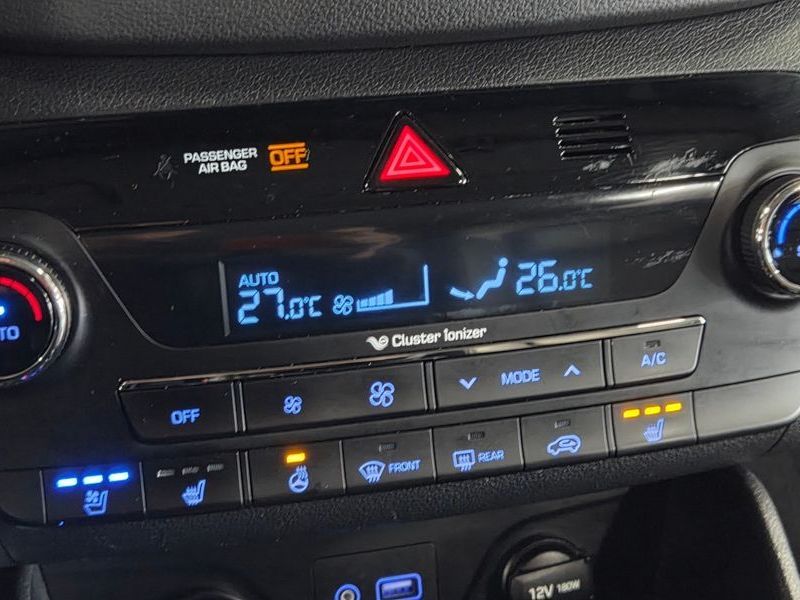 PASSENGER
AIR BAG
OFF
AUTO
27.0°C
26.0°C
Cluster Ionizer
OFF
MODE
A/C
FRONT
REAR
12V 180W